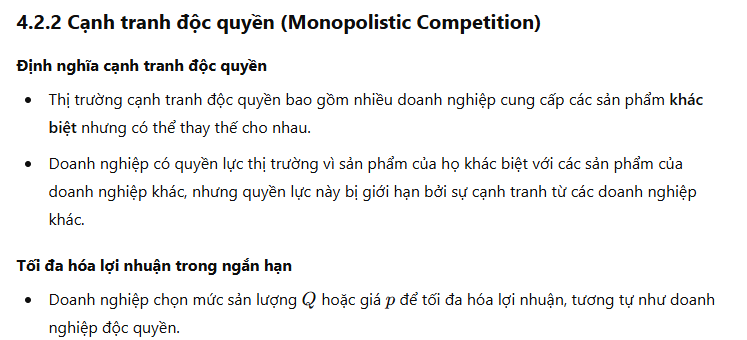 4.2.2 Cạnh tranh độc quyền (Monopolistic Competition)
Định nghĩa cạnh tranh độc quyền
• Thị trường cạnh tranh độc quyền bao gồm nhiều doanh nghiệp cung cấp các sản phẩm khác
biệt nhưng có thể thay thế cho nhau.
• Doanh nghiệp có quyền lực thị trường vì sản phẩm của họ khác biệt với các sản phẩm của
doanh nghiệp khác, nhưng quyền lực này bị giới hạn bởi sự cạnh tranh từ các doanh nghiệp
khác.
Tối đa hóa lợi nhuận trong ngắn hạn
• Doanh nghiệp chọn mức sản lượng Q hoặc giá p để tối đa hóa lợi nhuận, tương tự như doanh
nghiệp độc quyền.